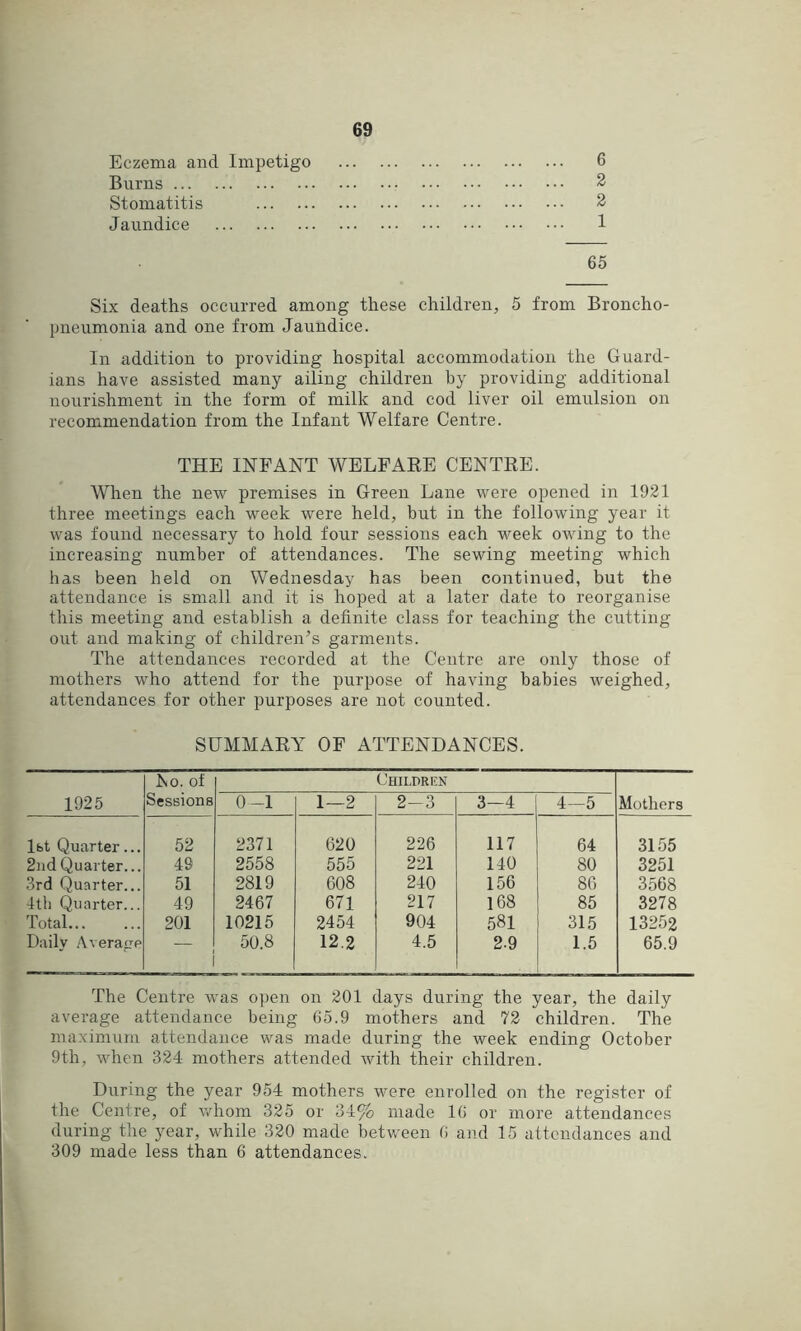 69
Eczema and Impetigo ... ... ... ... ... ... 6
Burns ... ... ... ... ... ... ... ... ... ... 2
Stomatitis ... ... ... ... ... ... ... ... 2
Jaundice ... ... ... ... ... ... ... ... ... 1
65
Six deaths occurred among these children, 5 from Broncho-
pneumonia and one from Jaundice.
In addition to providing hospital accommodation the Guard-
ians have assisted many ailing children by providing additional
nourishment in the form of milk and cod liver oil emulsion on
recommendation from the Infant Welfare Centre.
THE INFANT WELFARE CENTRE.
When the new premises in Green Lane were opened in 1921
three meetings each week were held, but in the following year it
was found necessary to hold four sessions each week owing to the
increasing number of attendances. The sewing meeting which
has been held on Wednesday has been continued, but the
attendance is small and it is hoped at a later date to reorganise
this meeting and establish a definite class for teaching the cutting
out and making of children's garments.
The attendances recorded at the Centre are only those of
mothers who attend for the purpose of having babies weighed,
attendances for other purposes are not counted.
SUMMARY OF ATTENDANCES.
1925 No. of Sessions CHILDREN Mothers
0—1 1—2 2—3 3—4 4—5
1st Quarter... 52 2371 620 226 117 64 3155
2nd Quarter... 49 2558 555 221 140 80 3251
3rd Quarter... 51 2819 608 240 156 86 3568
4th Quarter... 49 2467 671 217 168 85 3278
Total... ... 201 10215 2454 904 581 315 13252
Daily Average — 50.8 12.2 4.5 2.9 1.5 65.9
The Centre was open on 201 days during the year, the daily
average attendance being 65.9 mothers and 72 children. The
maximum attendance was made during the week ending October
9th, when 324 mothers attended with their children.
During the year 954 mothers were enrolled on the register of
the Centre, of whom 325 or 34% made 16 or more attendances
during the year, while 320 made between 6 and 15 attendances and
309 made less than 6 attendances.